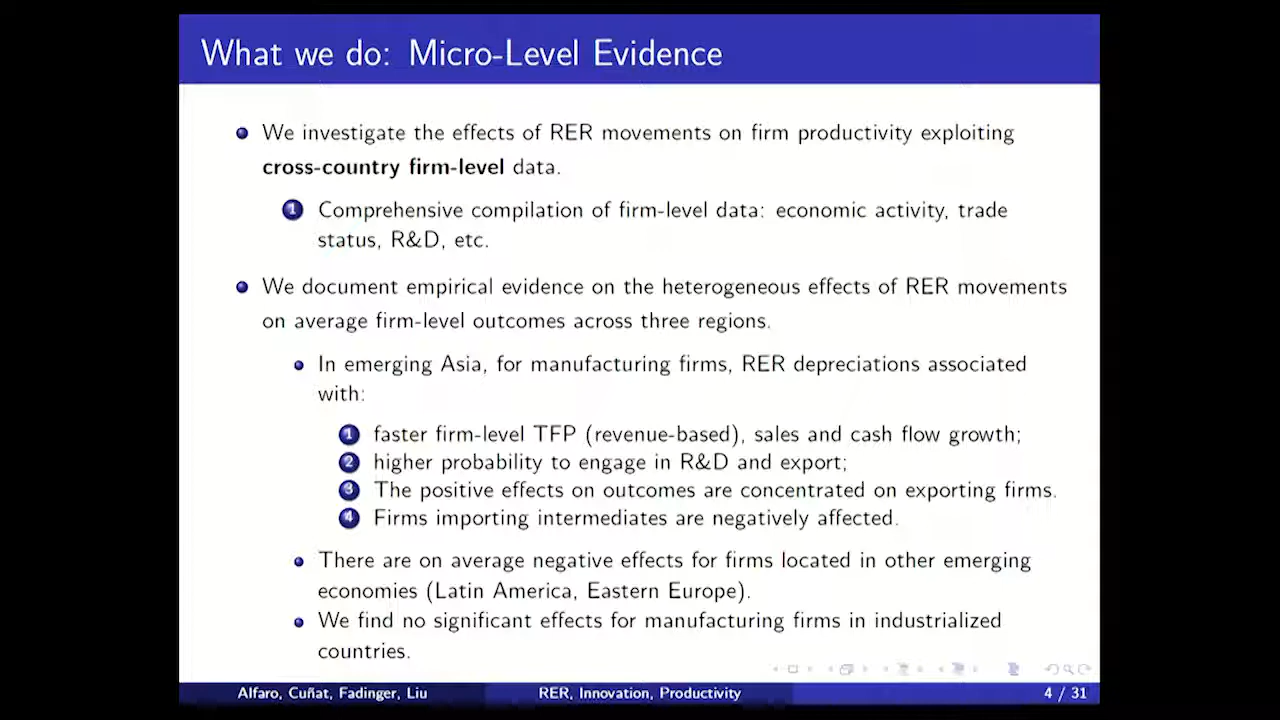 What we do: Micro-Level Evidence
We investigate the effects of RER movements on firm productivity exploiting
cross-country firm-level data.
1 Comprehensive compilation of firm-level data: economic activity, trade
status, R&D, etc.
We document empirical evidence on the heterogeneous effects of RER movements
on average firm-level outcomes across three regions.
In emerging Asia, for manufacturing firms, RER depreciations associated
with:
1 faster firm-level TFP (revenue-based), sales and cash flow growth;
2 higher probability to engage in R&D and export;
3 The positive effects on outcomes are concentrated on exporting firms.
4 Firms importing intermediates are negatively affected.
There are on average negative effects for firms located in other emerging
economies (Latin America, Eastern Europe).
We find no significant effects for manufacturing firms in industrialized
countries.
Alfaro, Cuñat, Fadinger, Liu RER, Innovation, Productivity 4 / 31